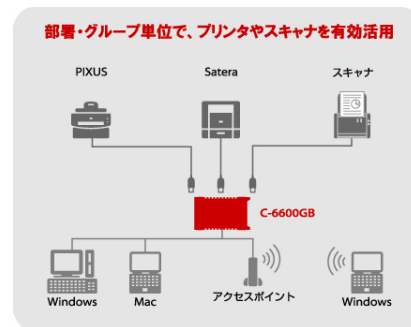 部署・グループ単位で、プリンタやスキャナを有効活用
PIXUS
Satera
スキャナ
C-6600GB
Windows
Mac
アクセスポイント
Windows